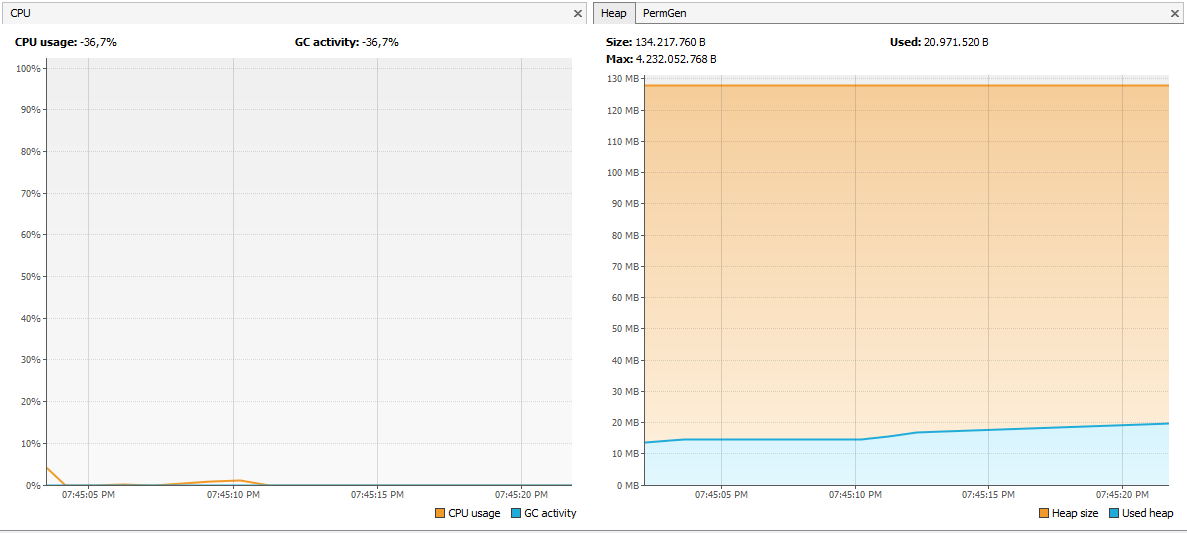 CPU
CPU usage: -36,7% GC activity: -36,7%
100%
90%
80%
70%
60%
50%
40%
30%
20%
10%
0%
07:45:05 PM 07:45:10 PM 07:45:15 PM 07:45:20 PM
CPU usage GC activity
Heap PermGen
Size: 134.217.760 B Used: 20.971.520 B
Max: 4.232.052.768 B
130 MB
120 MB
110 MB
100 MB
90 MB
80 MB
70 MB
60 MB
50 MB
40 MB
30 MB
20 MB
10 MB
0 MB
07:45:05 PM 07:45:10 PM 07:45:15 PM 07:45:20 PM
Heap size Used heap